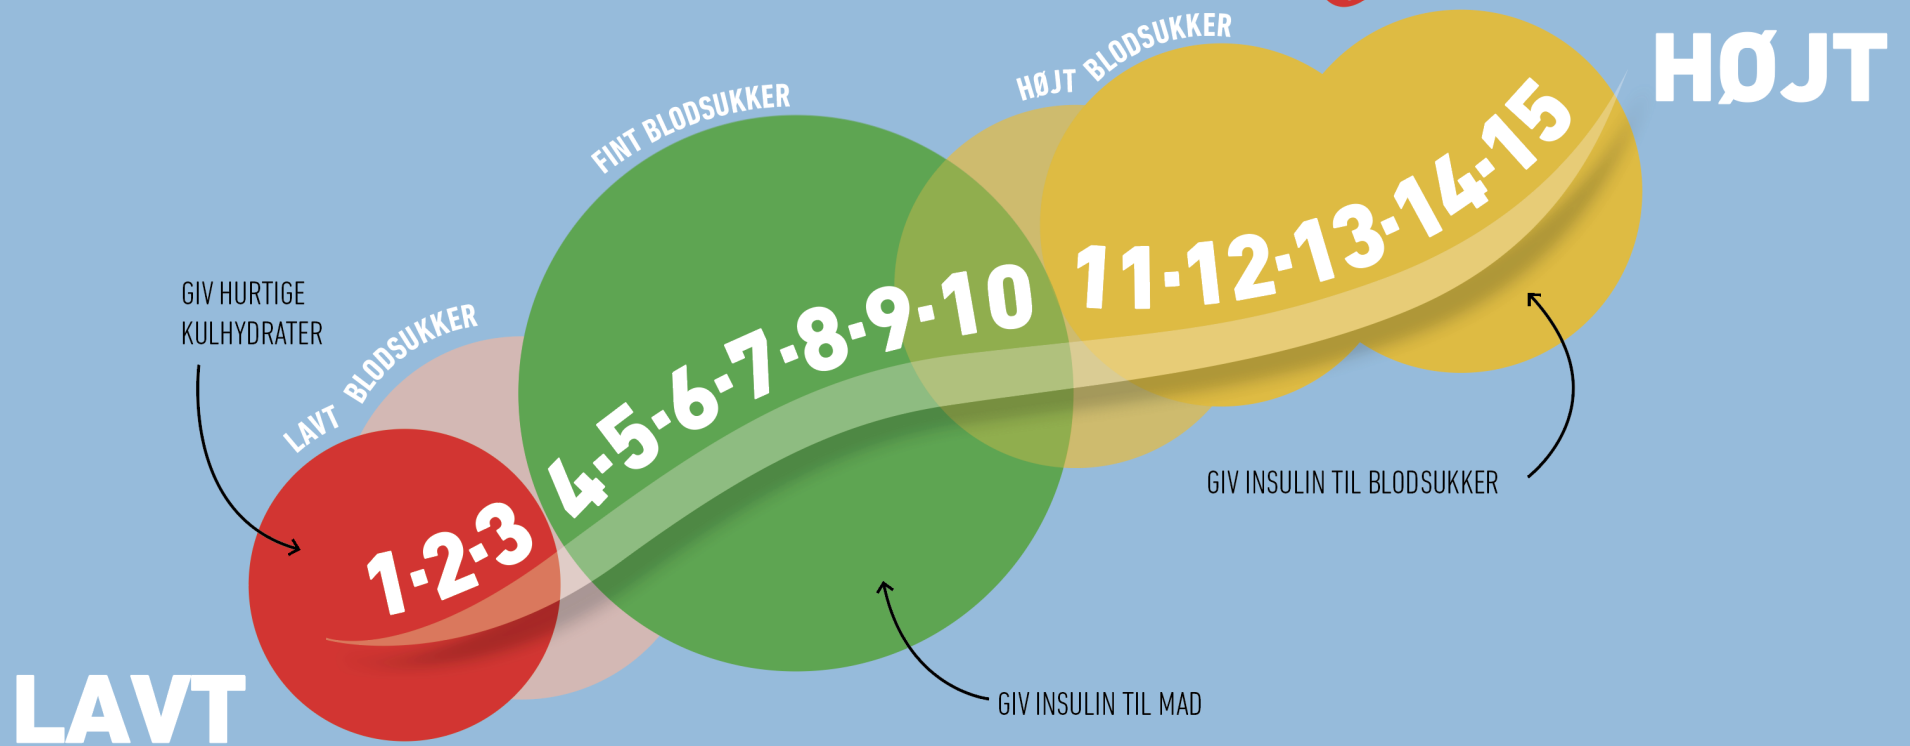 HØJT
HØJT BLODSUKKER
FINT BLODSUKKER
GIV HURTIGE
KULHYDRATER
LAVT BLODSUKKER
1·2·3
4·5·6·7·8·9·10
11·12·13·14·15
GIV INSULIN TIL BLODSUKKER
GIV INSULIN TIL MAD
LAVT